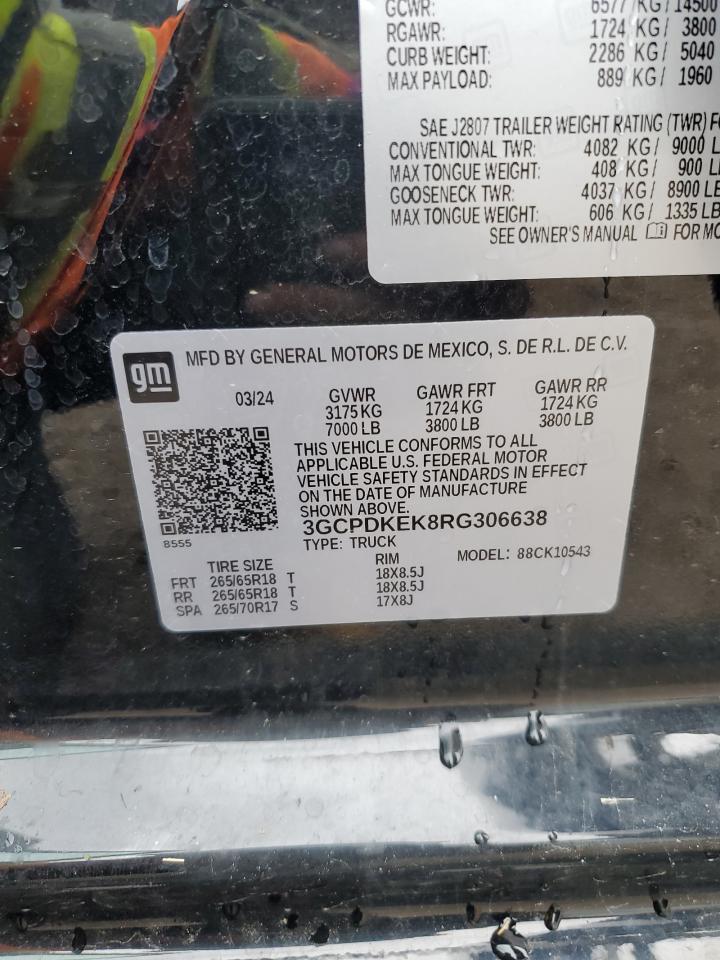 GCWR: 6577 KG/ 14500
RGAWR: 1724 KG/ 3800
CURB WEIGHT: 2286 KG/ 5040
MAX PAYLOAD: 889 KG/ 1960
SAE J2807 TRAILER WEIGHT RATING (TWR)
CONVENTIONAL TWR: 4082 KG / 9000
MAX TONGUE WEIGHT: 408 KG / 900
GOOSENECK TWR: 4037 KG / 8900 LB
MAX TONGUE WEIGHT: 606 KG/ 1335 LB
SEE OWNER'S MANUAL FOR
gm
MFD BY GENERAL MOTORS DE MEXICO, S. DE R.L. DE C.V.
03/24 GVWR GAWR FRT GAWR RR
3175 KG 1724 KG 1724 KG
7000 LB 3800 LB 3800 LB
THIS VEHICLE CONFORMS TO ALL
APPLICABLE U.S. FEDERAL MOTOR
VEHICLE SAFETY STANDARDS IN EFFECT
ON THE DATE OF MANUFACTURE
SHOWN ABOVE.
3GCPDKEK8RG306638
8555
TYPE: TRUCK MODEL: 88CK10543
TIRE SIZE RIM
FRT 265/65R18 T 18X8.5J
RR 265/65R18 T 18X8.5J
SPA 265/70R17 S 17X8J